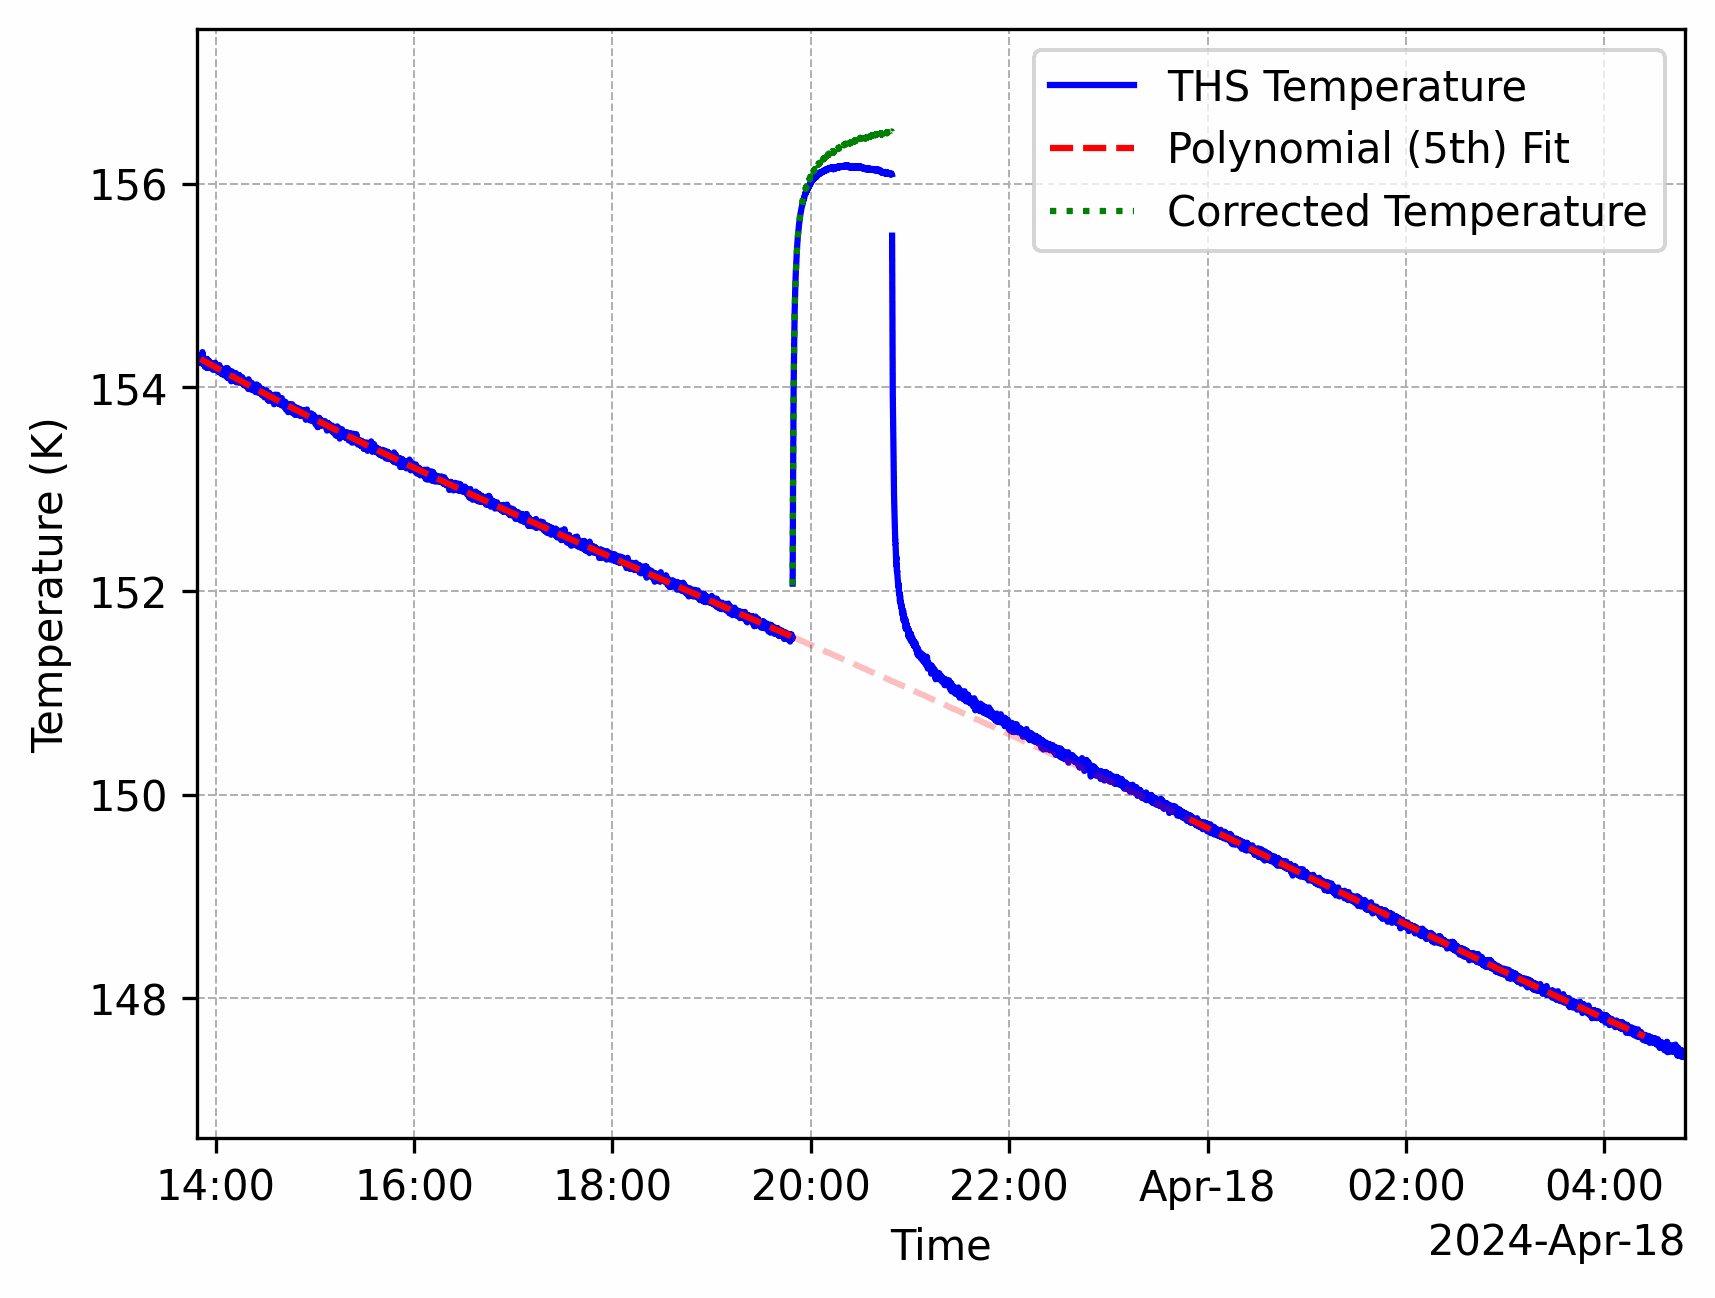 THS Temperature
Polynomial (5th) Fit
Corrected Temperature
156
154
152
150
148
Temperature (K)
14:00 16:00 18:00 20:00 22:00 Apr-18 02:00 04:00
Time
2024-Apr-18